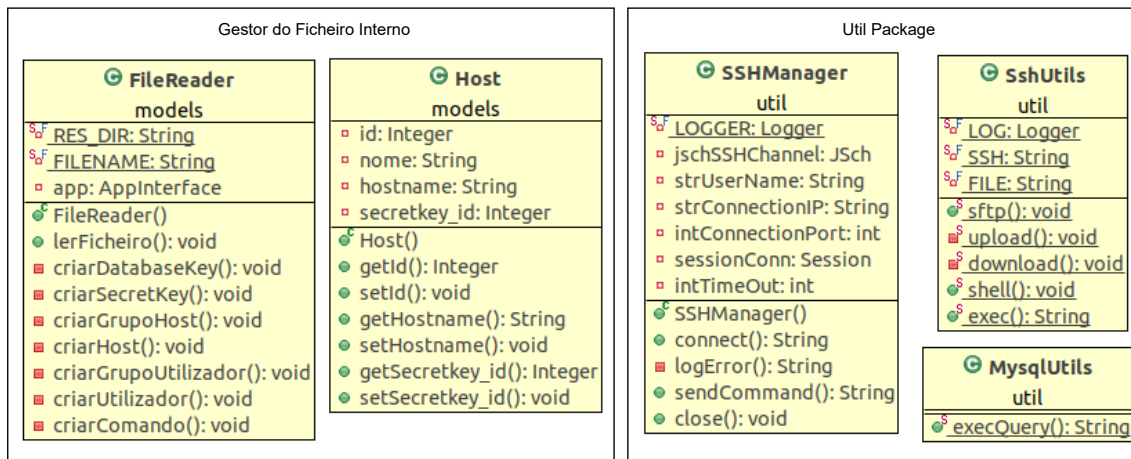 Gestor do Ficheiro Interno
FileReader
models
RES_DIR: String
FILENAME: String
app: AppInterface
FileReader()
lerFicheiro(): void
criarDatabaseKey(): void
criarSecretKey(): void
criarGrupoHost(): void
criarHost(): void
criarGrupoUtilizador(): void
criarUtilizador(): void
criarComando(): void
Host
models
id: Integer
nome: String
hostname: String
secretkey_id: Integer
Host()
getId(): Integer
setId(): void
getHostname(): String
setHostname(): void
getSecretkey_id(): Integer
setSecretkey_id(): void
Util Package
SSHManager
util
LOGGER: Logger
jschSSHChannel: JSch
strUserName: String
strConnectionIP: String
intConnectionPort: int
sessionConn: Session
intTimeOut: int
SSHManager()
connect(): String
logError(): String
sendCommand(): String
close(): void
SshUtils
util
LOG: Logger
SSH: String
FILE: String
sftp(): void
upload(): void
download(): void
shell(): void
exec(): String
MysqlUtils
util
execQuery(): String